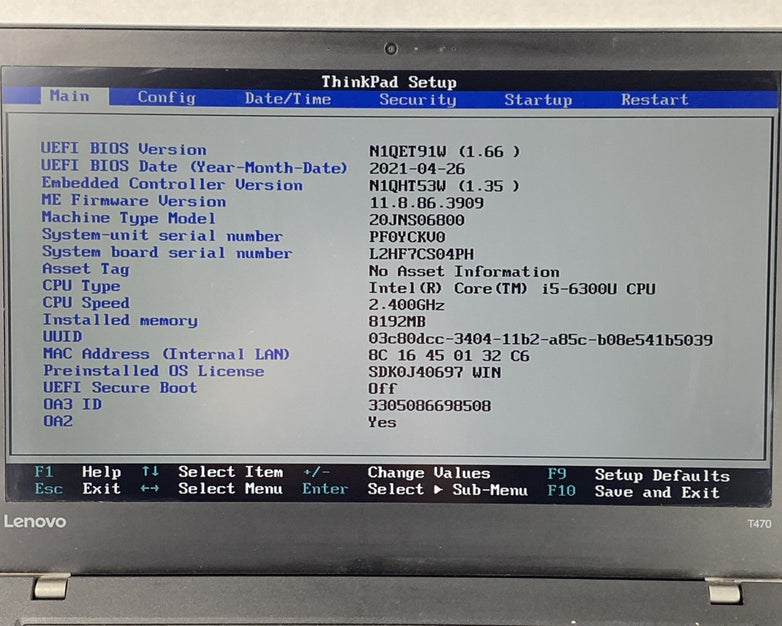 ThinkPad Setup
Main Config Date/Time Security Startup Restart
UEFI BIOS Version N1QET91W (1.66 )
UEFI BIOS Date (Year-Month-Date) 2021-04-26
Embedded Controller Version N1QHT53W (1.35 )
ME Firmware Version 11.8.86.3909
Machine Type Model 20JNS06800
System-unit serial number PF0YCKV0
System board serial number L2HF7CS04PH
Asset Tag No Asset Information
CPU Type Intel(R) Core(TM) i5-6300U CPU
CPU Speed 2.400GHz
Installed memory 8192MB
UUID 03c80dcc-3404-11b2-a85c-b08e541b5039
MAC Address (Internal LAN) 8C 16 45 01 32 C6
Preinstalled OS License SDK0J40697 WIN
UEFI Secure Boot Off
OA3 ID 3305086698508
OA2 Yes
F1 Help ↑↓ Select Item +/- Change Values F9 Setup Defaults
Esc Exit ←→ Select Menu Enter Select ▶ Sub-Menu F10 Save and Exit
Lenovo T470